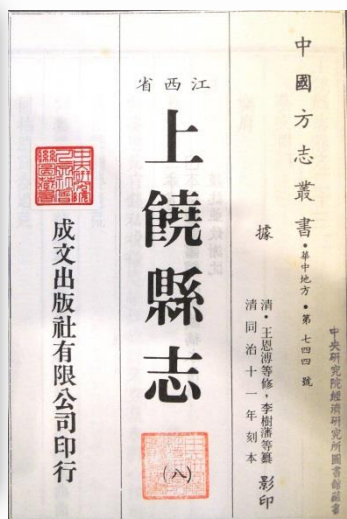 中國方志叢書•華中地方•第七四四號
據
清•王恩溥等修，李樹藩等纂
清同治十一年刻本
影印
江西省
上饒縣志
(八)
成文出版社有限公司印行
中央研究院經濟研究所圖書館藏書